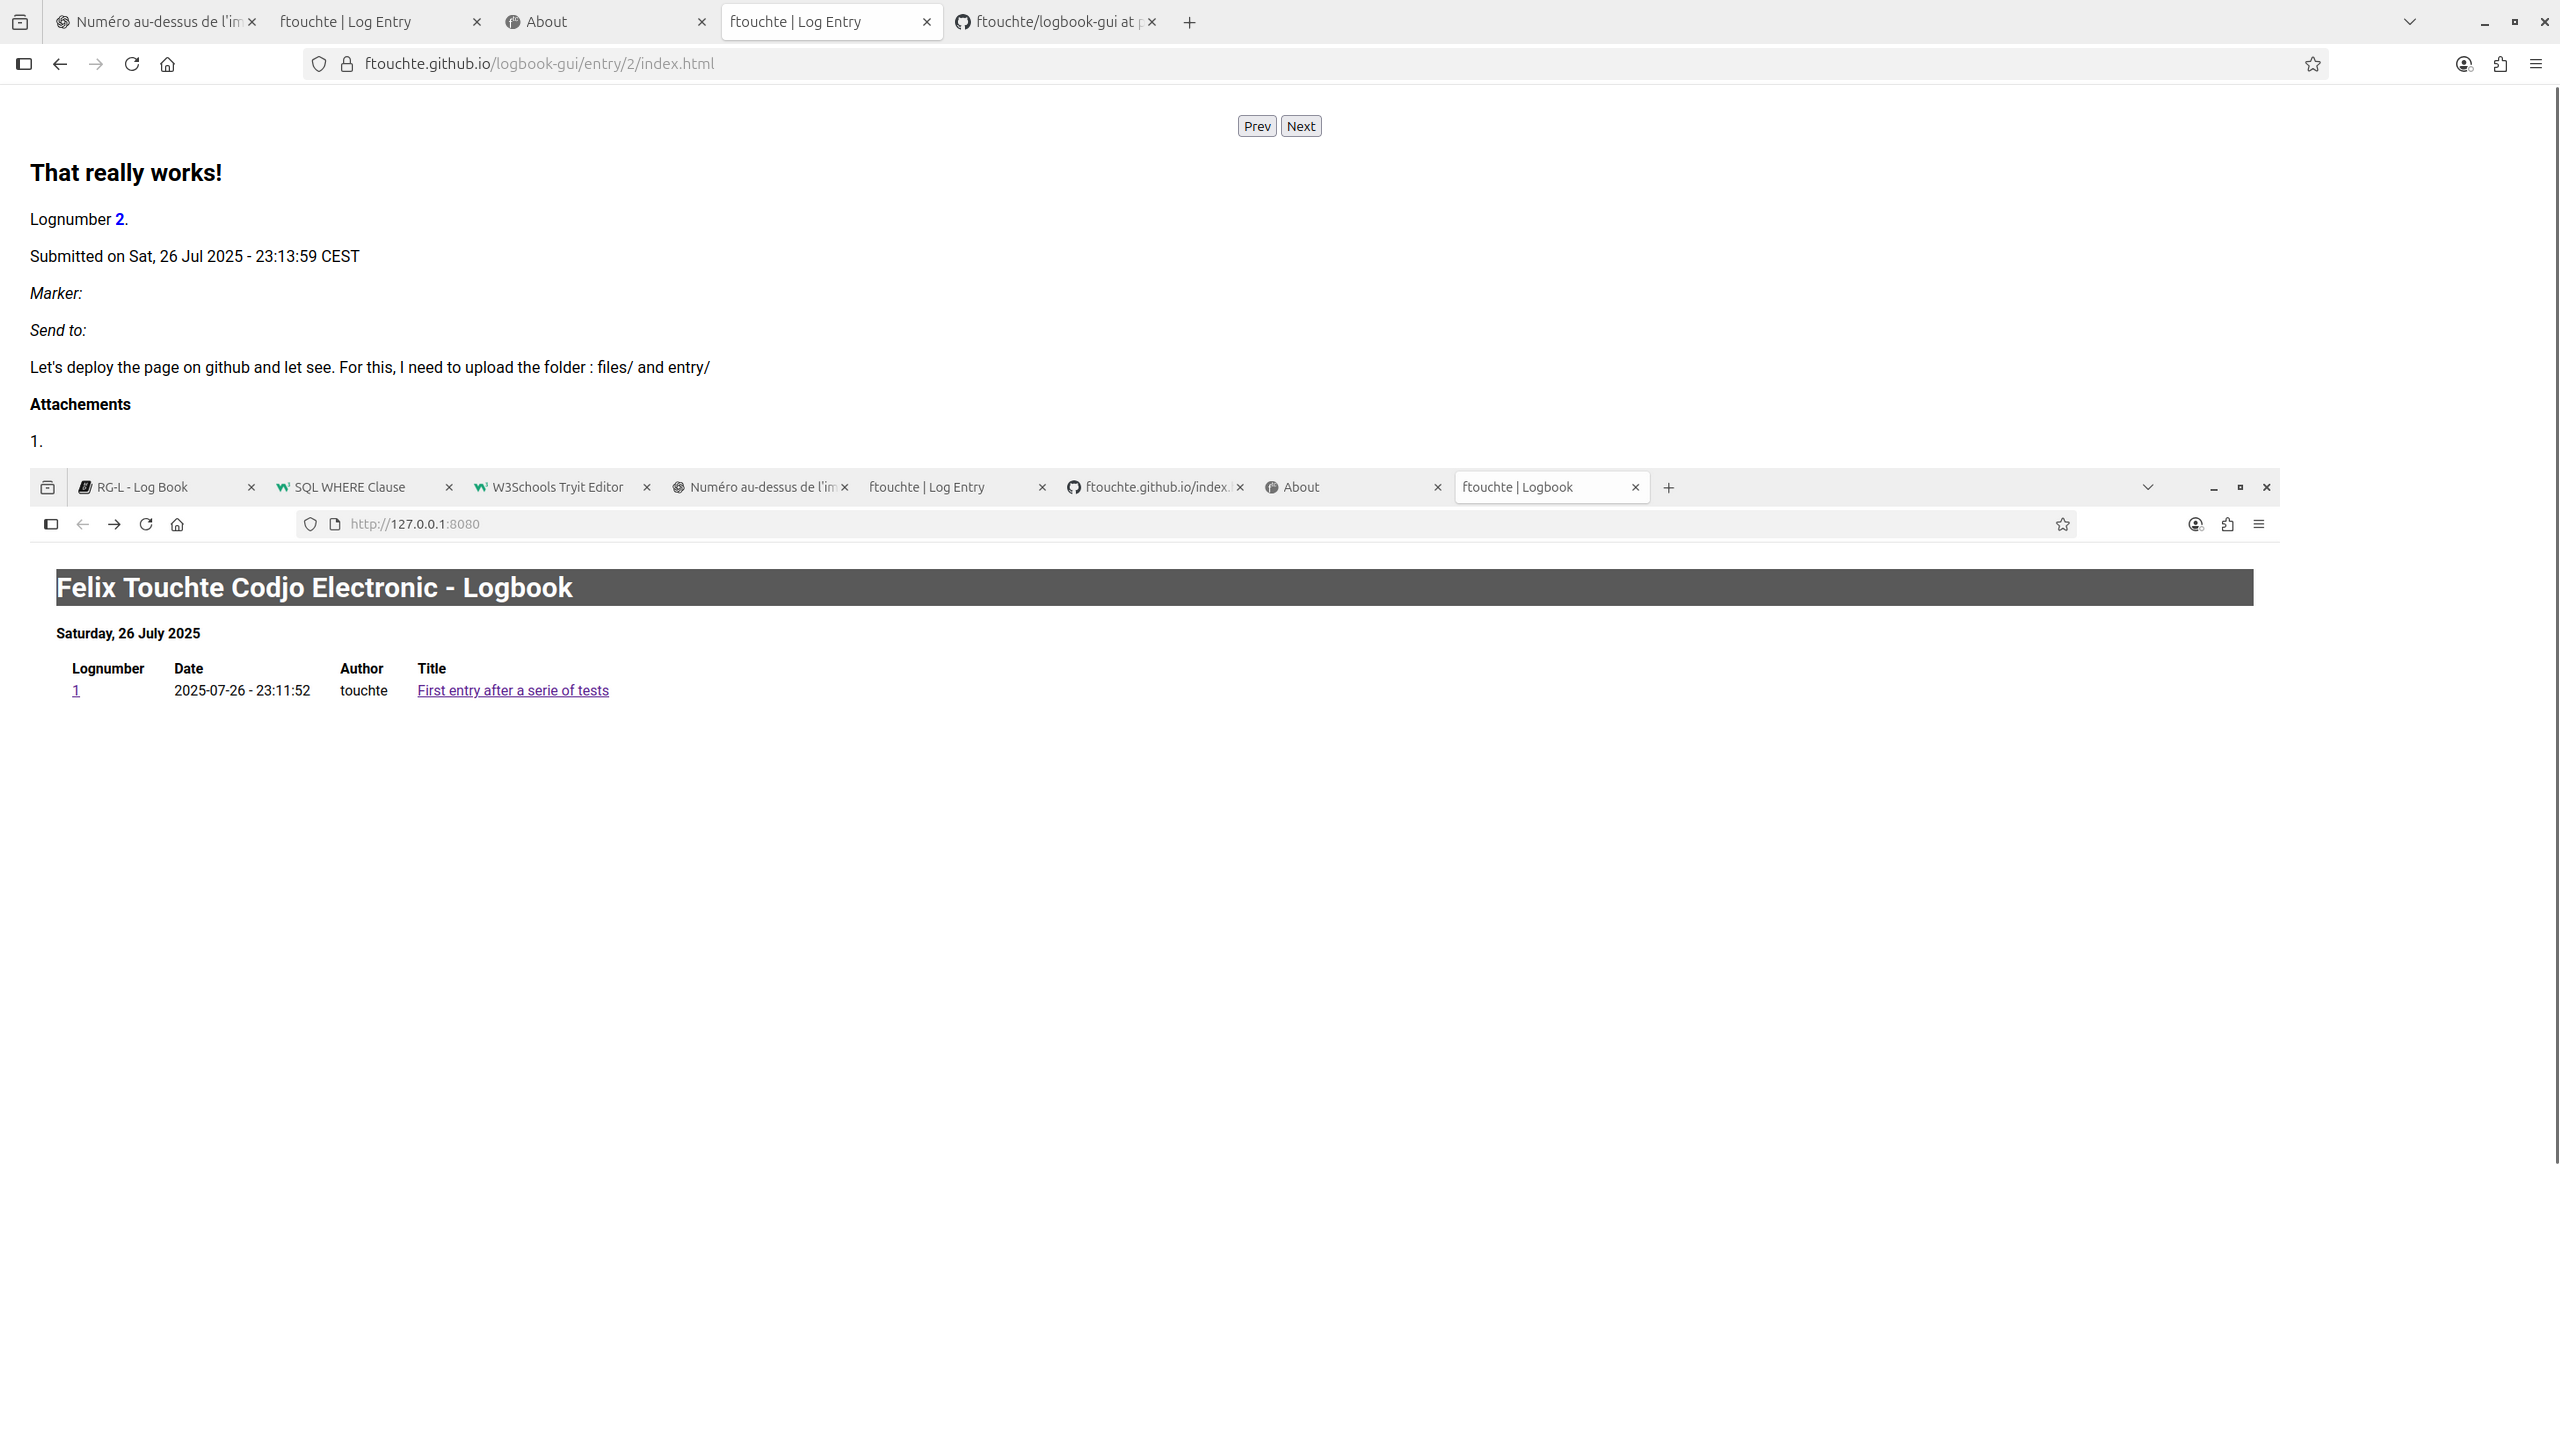 Numéro au-dessus de l'im
ftouchte | Log Entry
About
ftouchte | Log Entry
ftouchte/logbook-gui at p
ftouchte.github.io/logbook-gui/entry/2/index.html
Prev Next
That really works!
Lognumber 2.
Submitted on Sat, 26 Jul 2025 - 23:13:59 CEST
Marker:
Send to:
Let's deploy the page on github and let see. For this, I need to upload the folder : files/ and entry/
Attachements
1.
RG-L - Log Book
SQL WHERE Clause
W3Schools Tryit Editor
Numéro au-dessus de l'im
ftouchte | Log Entry
ftouchte.github.io/index.
About
ftouchte | Logbook
http://127.0.0.1:8080
Felix Touchte Codjo Electronic - Logbook
Saturday, 26 July 2025
Lognumber Date Author Title
1 2025-07-26 - 23:11:52 touchte First entry after a serie of tests